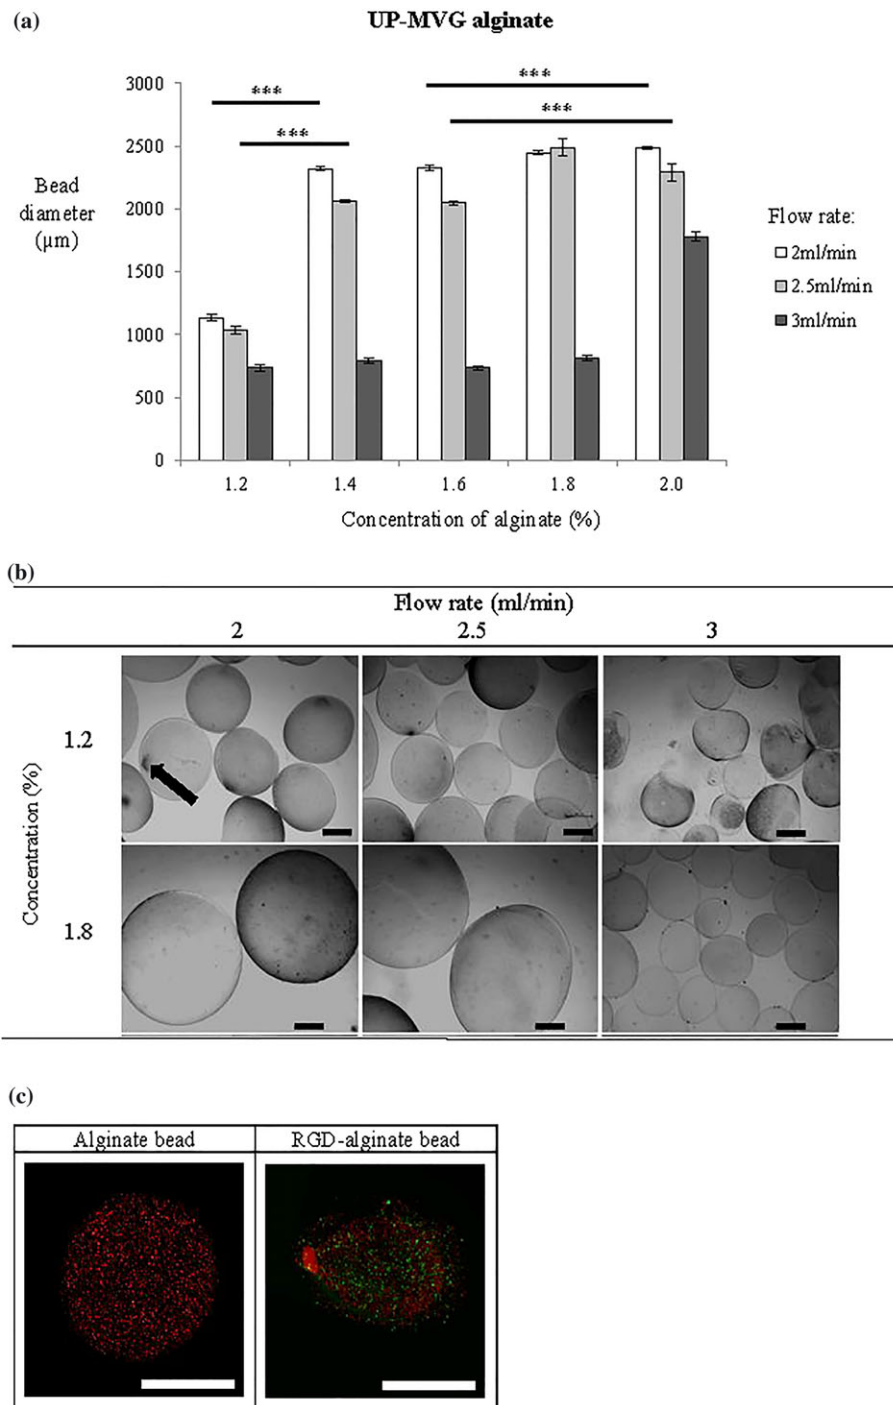 (a)
UP-MVG alginate
3000
2500
2000
1500
1000
500
0
Bead
diameter
(µm)
***
***
***
***
Flow rate:
2ml/min
2.5ml/min
3ml/min
1.2 1.4 1.6 1.8 2.0
Concentration of alginate (%)
(b)
Flow rate (ml/min)
2 2.5 3
Concentration (%)
1.2
1.8
(c)
Alginate bead RGD-alginate bead